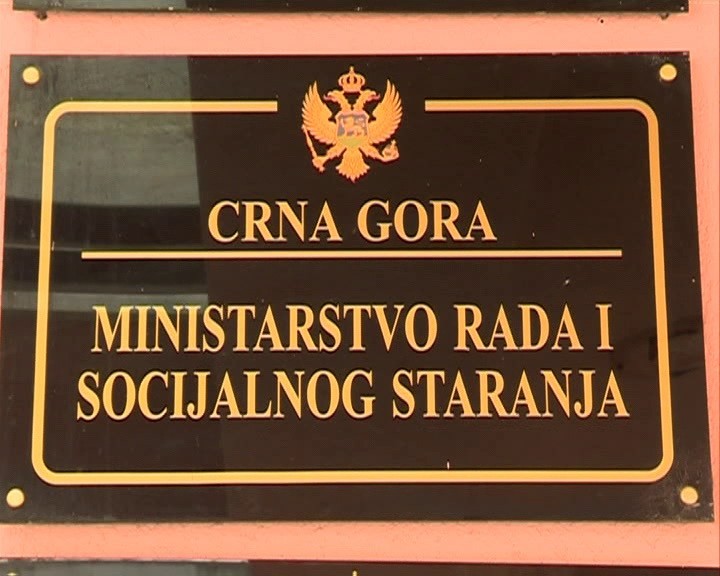 CRNA GORA
MINISTARSTVO RADA I
SOCIJALNOG STARANJA